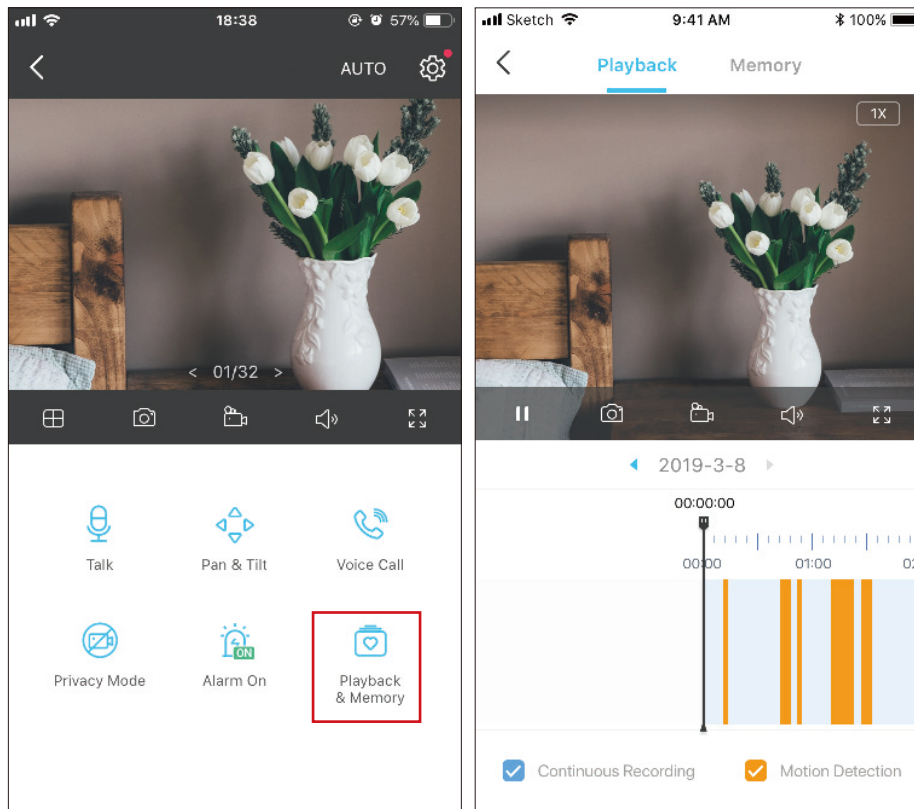 18:38
57%
AUTO
< 01/32 >
Talk
Pan & Tilt
Voice Call
Privacy Mode
ON
Alarm On
Playback
& Memory
Sketch
9:41 AM
100%
Playback
Memory
1X
2019-3-8
00:00:00
00:00
01:00
Continuous Recording
Motion Detection